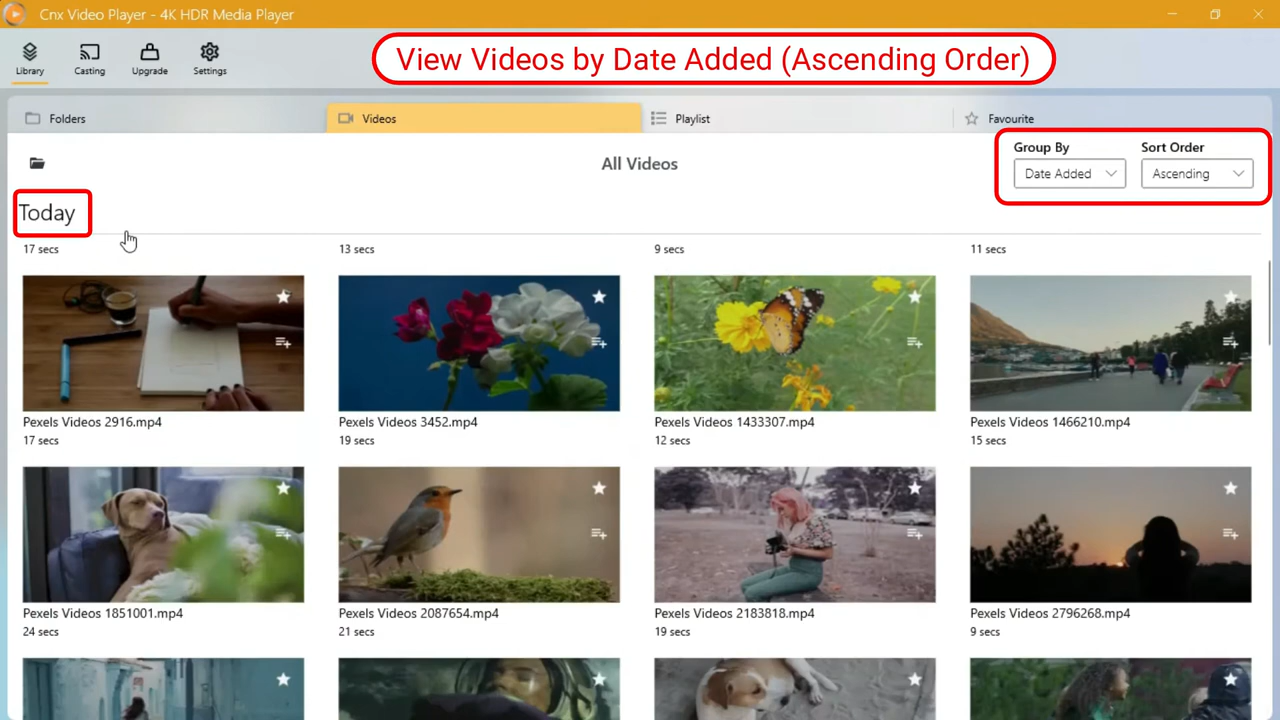 Cnx Video Player - 4K HDR Media Player
Library
Casting
Upgrade
Settings
View Videos by Date Added (Ascending Order)
Folders
Videos
Playlist
Favourite
All Videos
Group By
Sort Order
Date Added
Ascending
Today
17 secs
13 secs
9 secs
11 secs
Pexels Videos 2916.mp4
Pexels Videos 3452.mp4
Pexels Videos 1433307.mp4
Pexels Videos 1466210.mp4
17 secs
19 secs
12 secs
15 secs
Pexels Videos 1851001.mp4
Pexels Videos 2087654.mp4
Pexels Videos 2183818.mp4
Pexels Videos 2796268.mp4
24 secs
21 secs
19 secs
9 secs